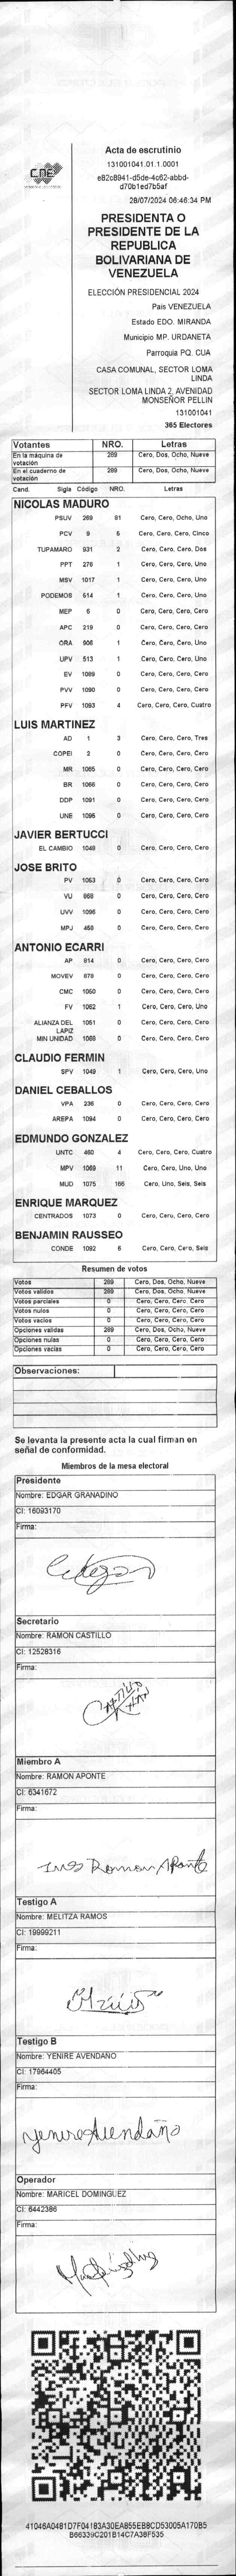 CNE
Acta de escrutinio
131001041.01.1.0001
e82c8941-d5de-4c62-abbd-
d70b1ed7b5af
28/07/2024 06:46:34 PM
PRESIDENTA O
PRESIDENTE DE LA
REPUBLICA
BOLIVARIANA DE
VENEZUELA
ELECCIÓN PRESIDENCIAL 2024
Pais VENEZUELA
Estado EDO. MIRANDA
Municipio MP. URDANETA
Parroquia PQ. CUA
CASA COMUNAL, SECTOR LOMA
LINDA
SECTOR LOMA LINDA 2, AVENIDAD
MONSEÑOR PELLIN
131001041
365 Electores
Votantes NRO. Letras
En la máquina de votación 289 Cero, Dos, Ocho, Nueve
En el cuaderno de votación 289 Cero, Dos, Ocho, Nueve
Cand. Sigla Código NRO. Letras
NICOLAS MADURO
PSUV 269 81 Cero, Cero, Ocho, Uno
PCV 9 5 Cero, Cero, Cero, Cinco
TUPAMARO 931 2 Cero, Cero, Cero, Dos
PPT 276 1 Cero, Cero, Cero, Uno
MSV 1017 1 Cero, Cero, Cero, Uno
PODEMOS 514 1 Cero, Cero, Cero, Uno
MEP 6 0 Cero, Cero, Cero, Cero
APC 219 0 Cero, Cero, Cero, Cero
ORA 906 1 Cero, Cero, Cero, Uno
UPV 513 1 Cero, Cero, Cero, Uno
EV 1089 0 Cero, Cero, Cero, Cero
PVV 1090 0 Cero, Cero, Cero, Cero
PFV 1093 4 Cero, Cero, Cero, Cuatro
LUIS MARTINEZ
AD 1 3 Cero, Cero, Cero, Tres
COPEI 2 0 Cero, Cero, Cero, Cero
MR 1065 0 Cero, Cero, Cero, Cero
BR 1066 0 Cero, Cero, Cero, Cero
DDP 1091 0 Cero, Cero, Cero, Cero
UNE 1095 0 Cero, Cero, Cero, Cero
JAVIER BERTUCCI
EL CAMBIO 1048 0 Cero, Cero, Cero, Cero
JOSE BRITO
PV 1053 0 Cero, Cero, Cero, Cero
VU 868 0 Cero, Cero, Cero, Cero
UVV 1096 0 Cero, Cero, Cero, Cero
MPJ 450 0 Cero, Cero, Cero, Cero
ANTONIO ECARRI
AP 814 0 Cero, Cero, Cero, Cero
MOVEV 878 0 Cero, Cero, Cero, Cero
CMC 1050 0 Cero, Cero, Cero, Cero
FV 1062 1 Cero, Cero, Cero, Uno
ALIANZA DEL LAPIZ 1051 0 Cero, Cero, Cero, Cero
MIN UNIDAD 1068 0 Cero, Cero, Cero, Cero
CLAUDIO FERMIN
SPV 1049 1 Cero, Cero, Cero, Uno
DANIEL CEBALLOS
VPA 236 0 Cero, Cero, Cero, Cero
AREPA 1094 0 Cero, Cero, Cero, Cero
EDMUNDO GONZALEZ
UNTC 460 4 Cero, Cero, Cero, Cuatro
MPV 1069 11 Cero, Cero, Uno, Uno
MUD 1075 166 Cero, Uno, Seis, Seis
ENRIQUE MARQUEZ
CENTRADOS 1073 0 Cero, Cero, Cero, Cero
BENJAMIN RAUSSEO
CONDE 1092 6 Cero, Cero, Cero, Seis
Resumen de votos
Votos 289 Cero, Dos, Ocho, Nueve
Votos validos 289 Cero, Dos, Ocho, Nueve
Votos parciales 0 Cero, Cero, Cero, Cero
Votos nulos 0 Cero, Cero, Cero, Cero
Votos vacios 0 Cero, Cero, Cero, Cero
Opciones validas 289 Cero, Dos, Ocho, Nueve
Opciones nulas 0 Cero, Cero, Cero, Cero
Opciones vacias 0 Cero, Cero, Cero, Cero
Observaciones:
Se levanta la presente acta la cual firman en
señal de conformidad.
Miembros de la mesa electoral
Presidente
Nombre: EDGAR GRANADINO
CI: 16093170
Firma:
Secretario
Nombre: RAMON CASTILLO
CI: 12528316
Firma:
Miembro A
Nombre: RAMON APONTE
CI: 6341672
Firma:
Ramon Aponte
Testigo A
Nombre: MELITZA RAMOS
CI: 19999211
Firma:
Testigo B
Nombre: YENIRE AVENDAÑO
CI: 17964405
Firma:
yenire Avendaño
Operador
Nombre: MARICEL DOMINGUEZ
CI: 6442386
Firma:
41046A0481D7F04183A30EA855EB8CD53005A170B5
B66339C201B14C7A38F535